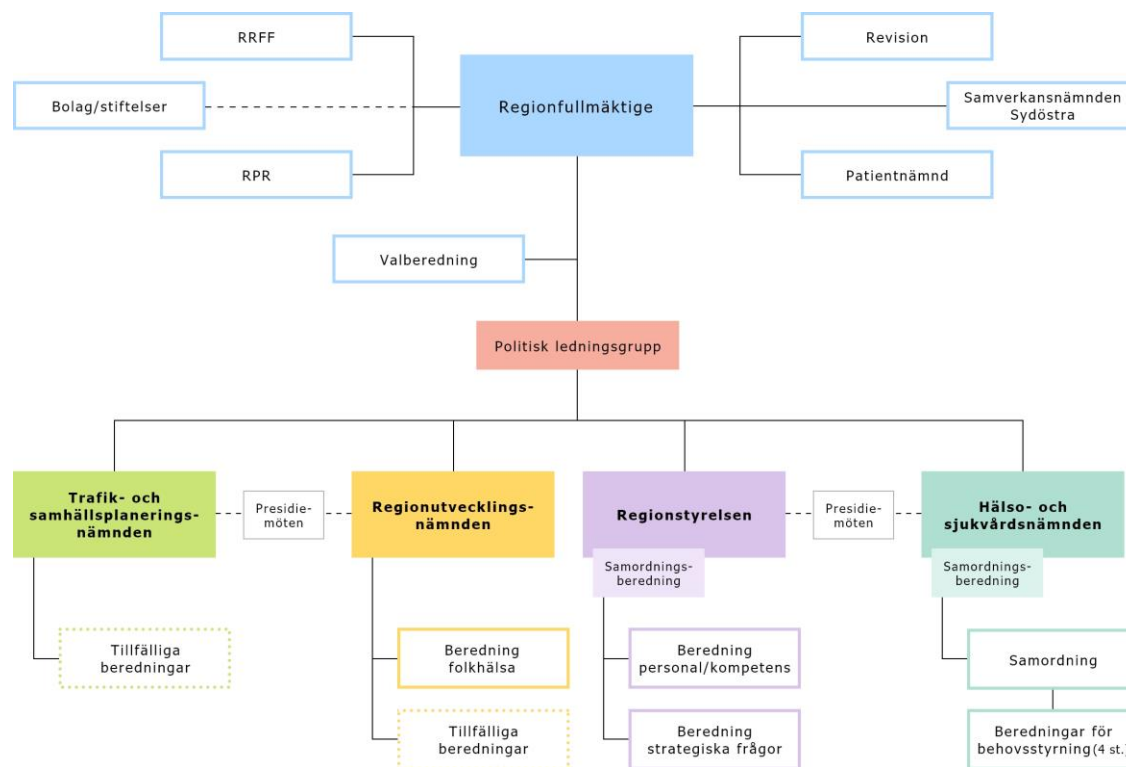 RRFF
Revision
Bolag/stiftelser
Regionfullmäktige
Samverkansnämnden
Sydöstra
RPR
Patientnämnd
Valberedning
Politisk ledningsgrupp
Trafik- och
samhällsplanerings-
nämnden
Presidie-
möten
Regionutvecklings-
nämnden
Regionstyrelsen
Presidie-
möten
Hälso- och
sjukvårdsnämnden
Samordnings-
beredning
Samordnings-
beredning
Tillfälliga
beredningar
Beredning
folkhälsa
Beredning
personal/kompetens
Samordning
Tillfälliga
beredningar
Beredning
strategiska frågor
Beredningar för
behovsstyrning (4 st.)